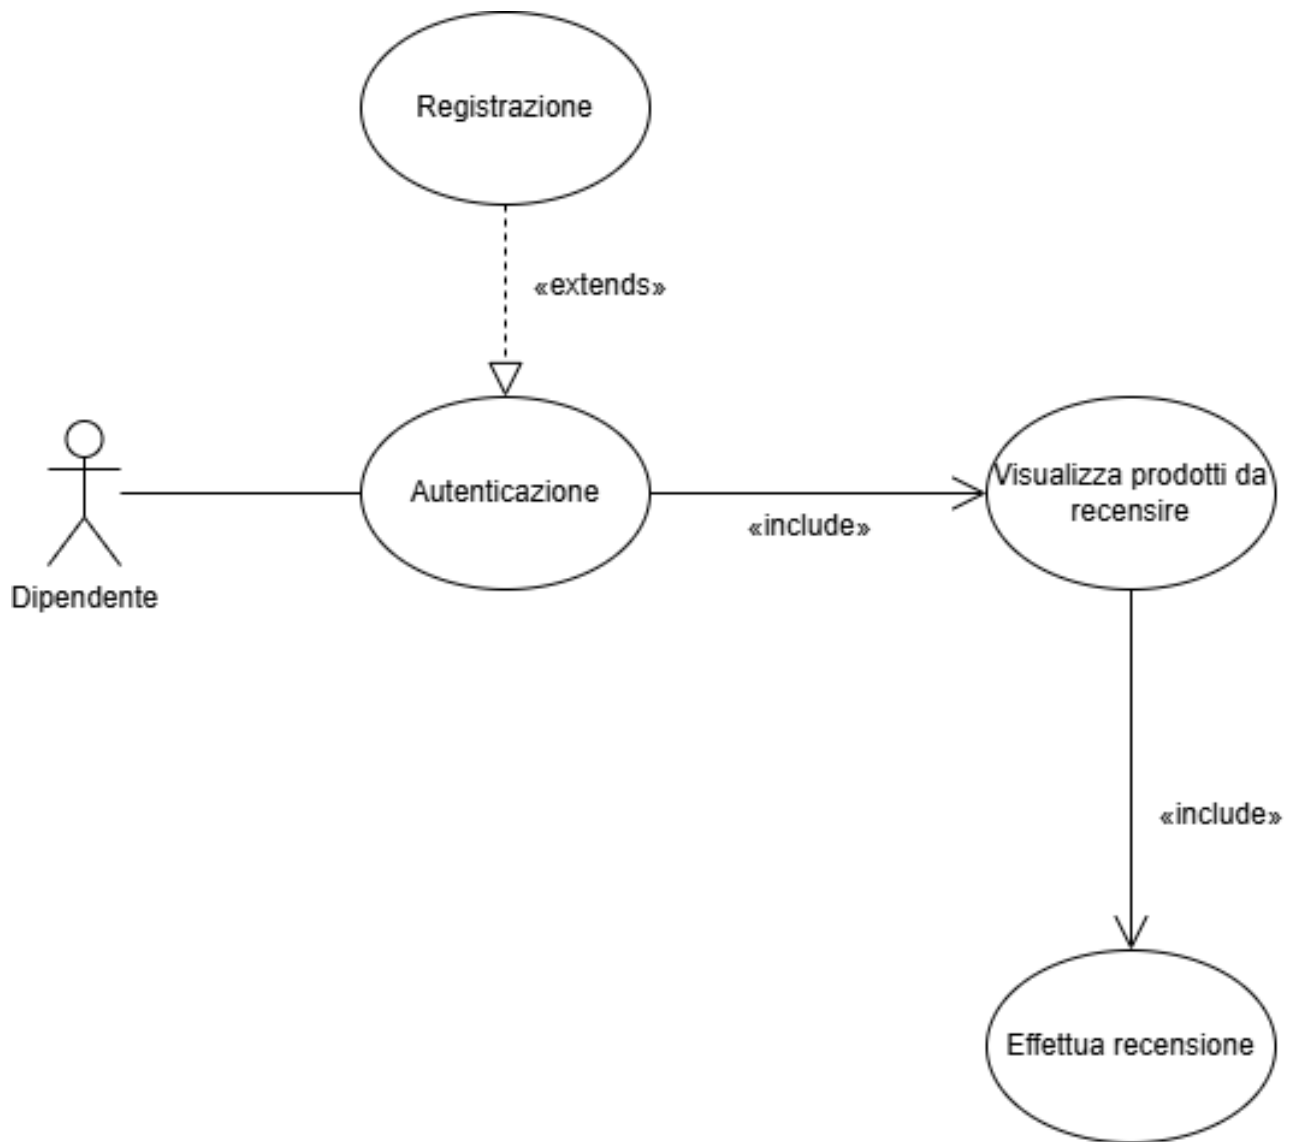 Registrazione
«extends»
Autenticazione
«include»
Visualizza prodotti da
recensire
Dipendente
«include»
Effettua recensione